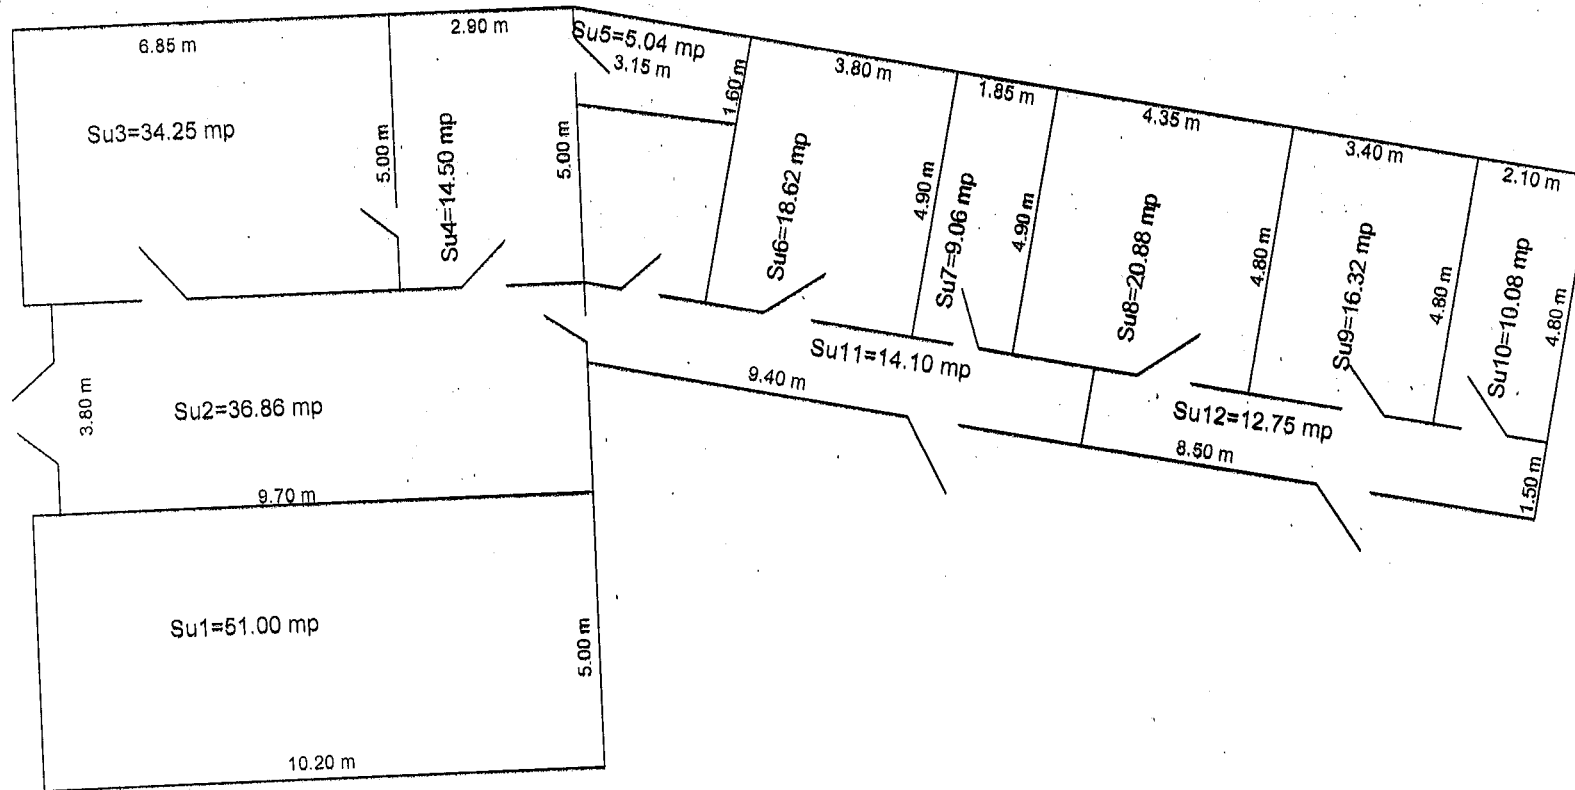 6.85 m
2.90 m
Su5=5.04 mp
3.15 m
1.60 m
3.80 m
1.85 m
4.35 m
3.40 m
2.10 m
Su3=34.25 mp
5.00 m
Su4=14.50 mp
5.00 m
Su6=18.62 mp
4.90 m
Su7=9.06 mp
4.90 m
Su8=20.88 mp
4.80 m
Su9=16.32 mp
4.80 m
Su10=10.08 mp
4.80 m
3.80 m
Su2=36.86 mp
9.70 m
Su11=14.10 mp
9.40 m
Su12=12.75 mp
8.50 m
1.50 m
Su1=51.00 mp
5.00 m
10.20 m